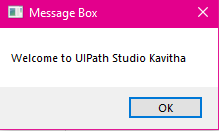 Message Box
Welcome to UIPath Studio Kavitha
OK